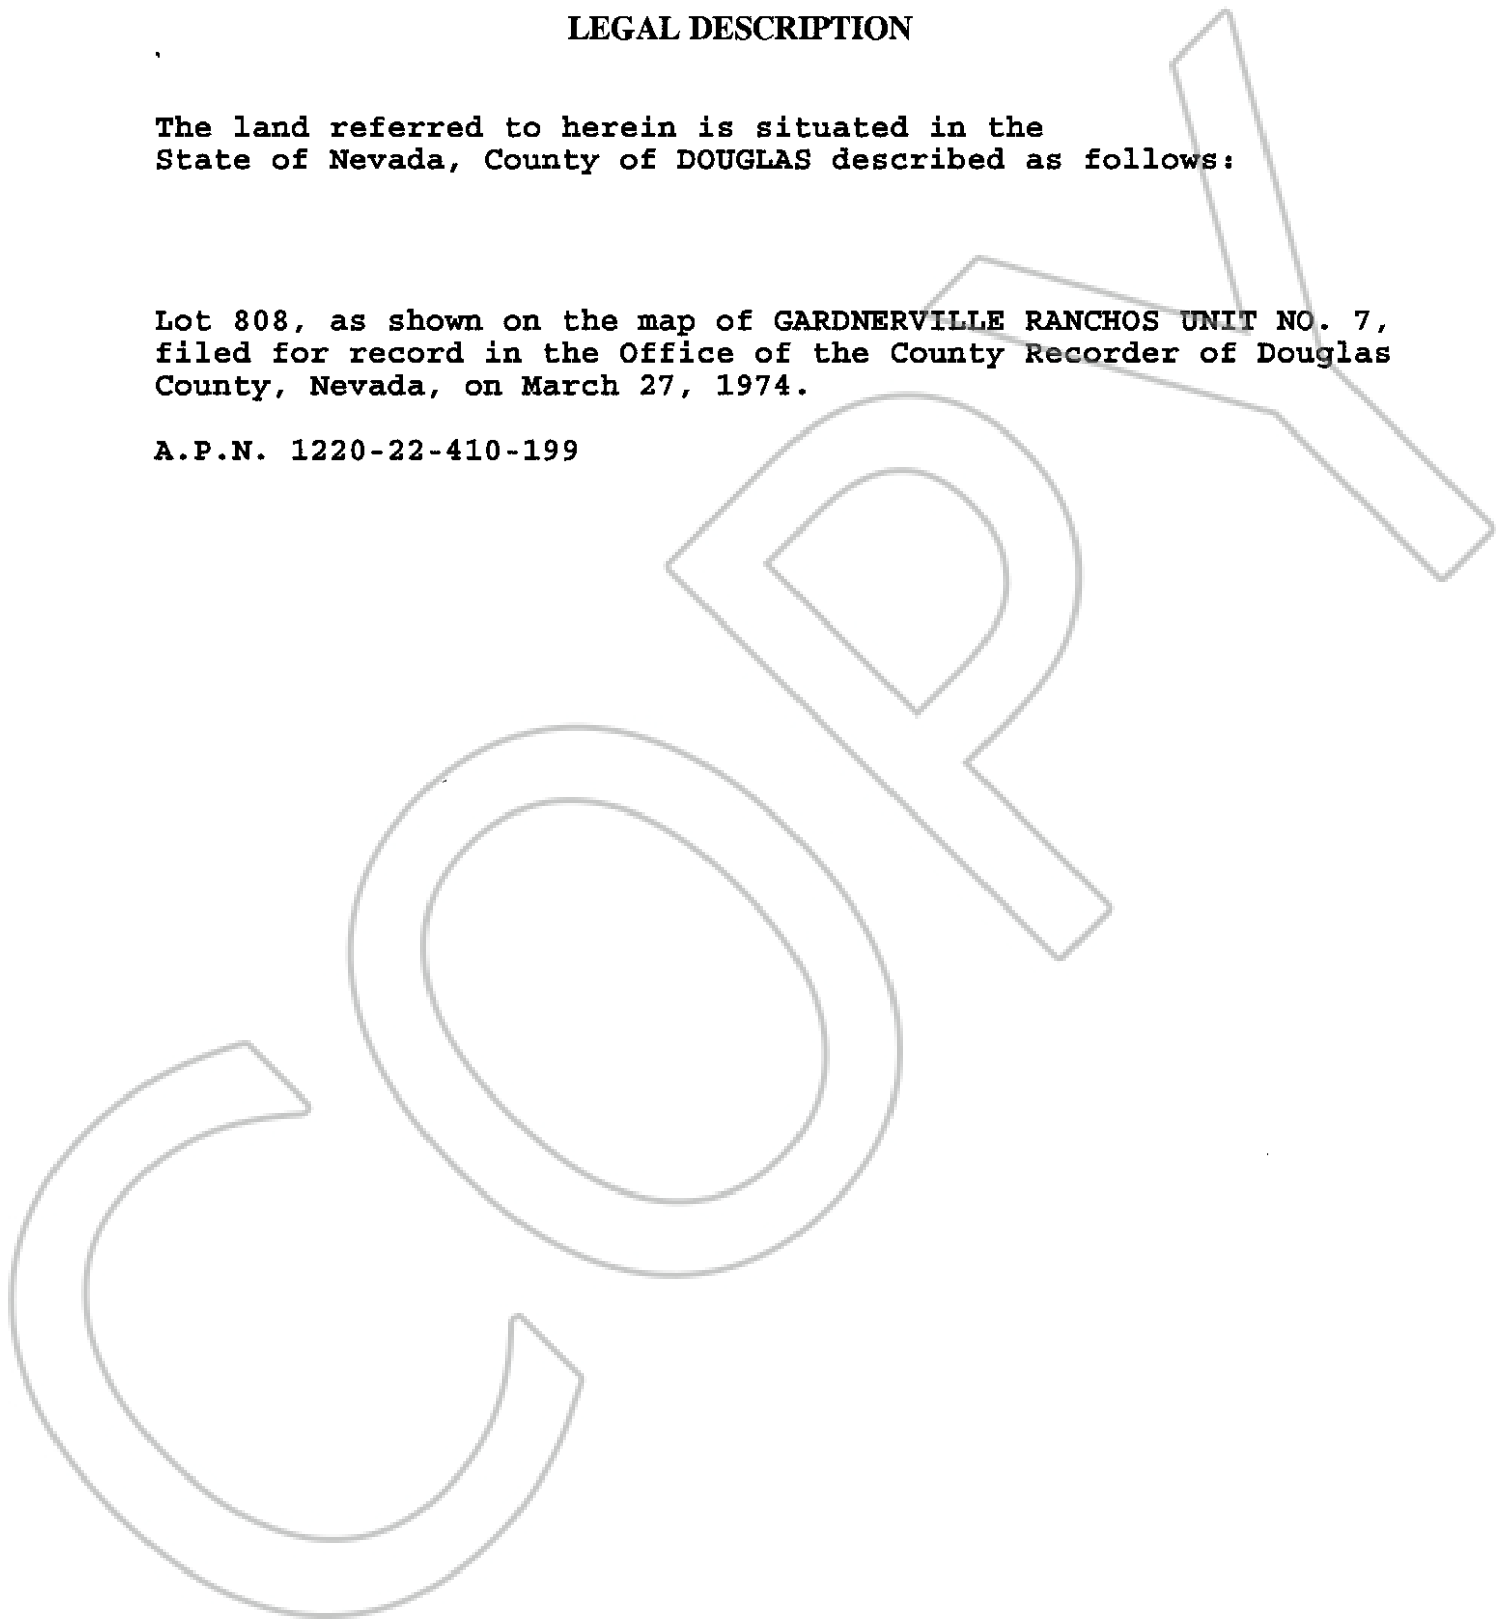 LEGAL DESCRIPTION
The land referred to herein is situated in the
State of Nevada, County of DOUGLAS described as follows:
Lot 808, as shown on the map of GARDNERVILLE RANCHOS UNIT NO. 7,
filed for record in the Office of the County Recorder of Douglas
County, Nevada, on March 27, 1974.
A.P.N. 1220-22-410-199
COPY